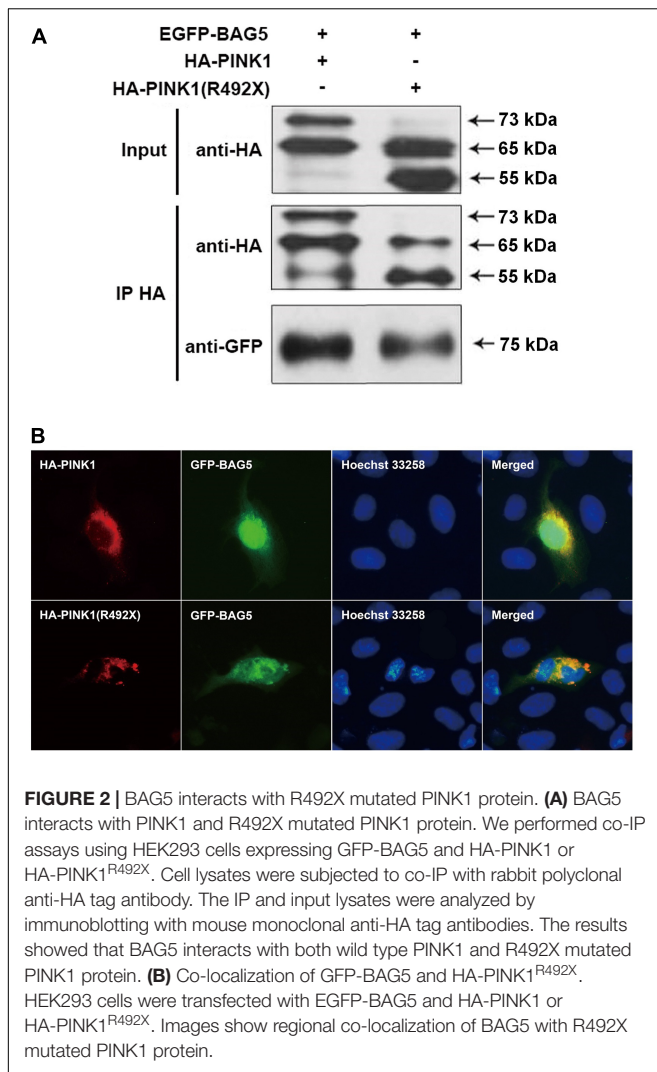 A
EGFP-BAG5 + +
HA-PINK1 + -
HA-PINK1(R492X) - +
Input anti-HA ←73 kDa
←65 kDa
←55 kDa
IP HA anti-HA ←73 kDa
←65 kDa
←55 kDa
anti-GFP ←75 kDa
B
HA-PINK1 GFP-BAG5 Hoechst 33258 Merged
HA-PINK1(R492X) GFP-BAG5 Hoechst 33258 Merged
FIGURE 2 | BAG5 interacts with R492X mutated PINK1 protein. (A) BAG5
interacts with PINK1 and R492X mutated PINK1 protein. We performed co-IP
assays using HEK293 cells expressing GFP-BAG5 and HA-PINK1 or
HA-PINK1^R492X. Cell lysates were subjected to co-IP with rabbit polyclonal
anti-HA tag antibody. The IP and input lysates were analyzed by
immunoblotting with mouse monoclonal anti-HA tag antibodies. The results
showed that BAG5 interacts with both wild type PINK1 and R492X mutated
PINK1 protein. (B) Co-localization of GFP-BAG5 and HA-PINK1^R492X.
HEK293 cells were transfected with EGFP-BAG5 and HA-PINK1 or
HA-PINK1^R492X. Images show regional co-localization of BAG5 with R492X
mutated PINK1 protein.